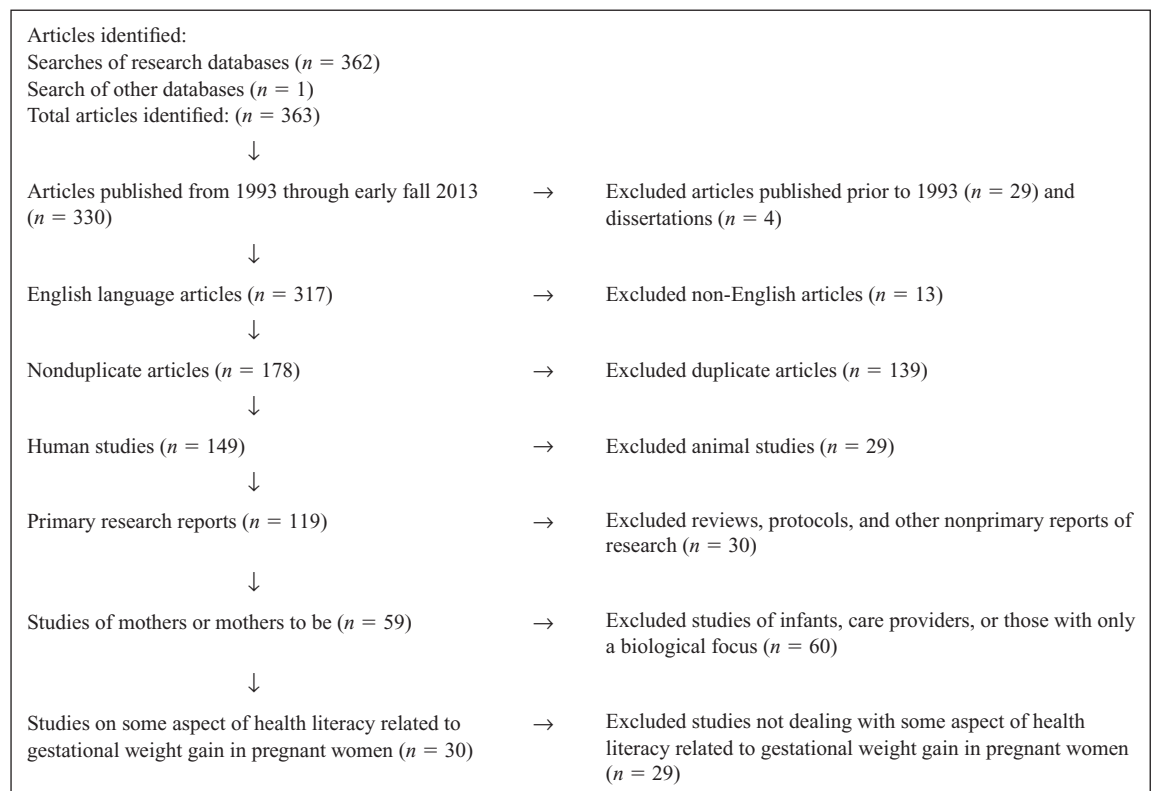 Articles identified:
Searches of research databases (n = 362)
Search of other databases (n = 1)
Total articles identified: (n = 363)
↓
Articles published from 1993 through early fall 2013
(n = 330)
→
Excluded articles published prior to 1993 (n = 29) and
dissertations (n = 4)
↓
English language articles (n = 317)
→
Excluded non-English articles (n = 13)
↓
Nonduplicate articles (n = 178)
→
Excluded duplicate articles (n = 139)
↓
Human studies (n = 149)
→
Excluded animal studies (n = 29)
↓
Primary research reports (n = 119)
→
Excluded reviews, protocols, and other nonprimary reports of
research (n = 30)
↓
Studies of mothers or mothers to be (n = 59)
→
Excluded studies of infants, care providers, or those with only
a biological focus (n = 60)
↓
Studies on some aspect of health literacy related to
gestational weight gain in pregnant women (n = 30)
→
Excluded studies not dealing with some aspect of health
literacy related to gestational weight gain in pregnant women
(n = 29)